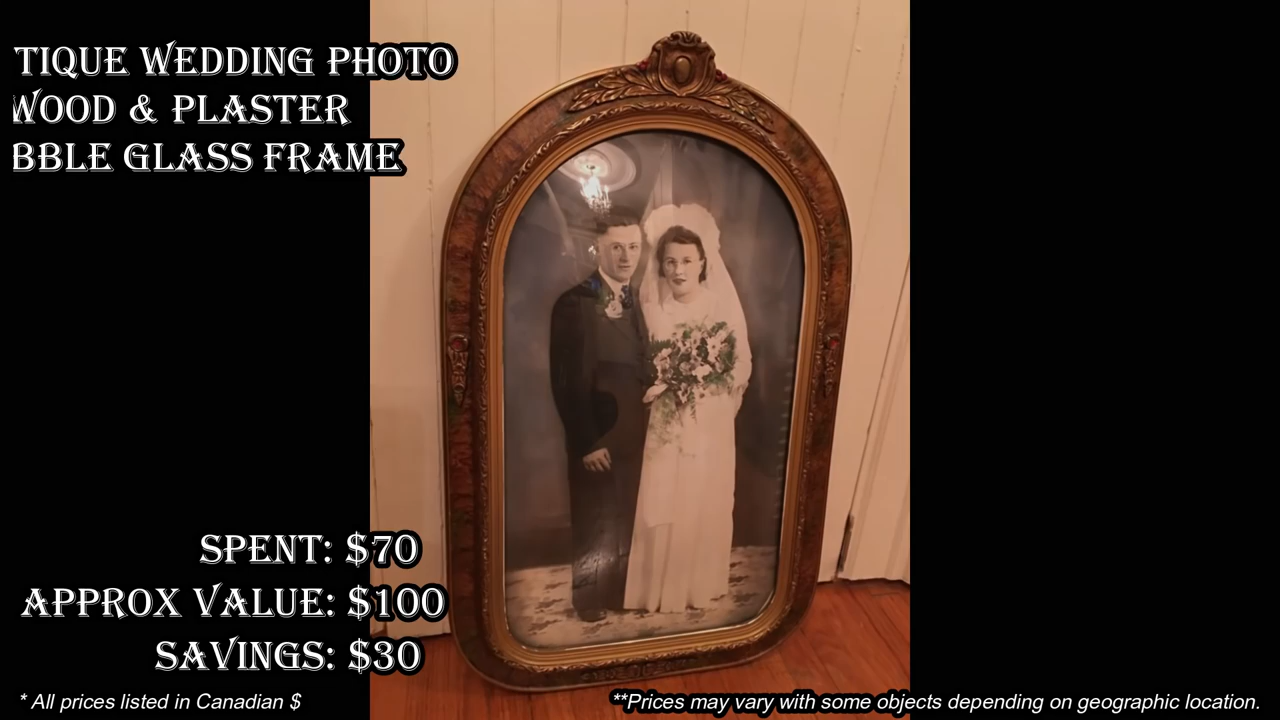 TIQUE WEDDING PHOTO
WOOD & PLASTER
BBLE GLASS FRAME
SPENT: $70
APPROX VALUE: $100
SAVINGS: $30
* All prices listed in Canadian $
**Prices may vary with some objects depending on geographic location.